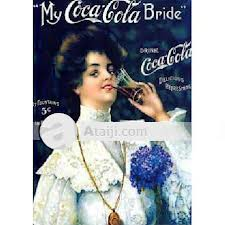 "My Coca-Cola Bride"
DRINK
Coca-Cola
DELICIOUS
REFRESHING
FOUNTAINS
5¢
Ataiji.com